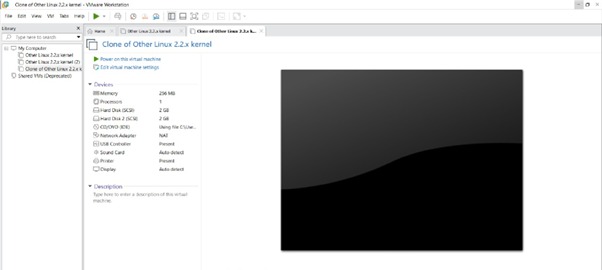 Clone of Other Linux 2.2.x kernel - VMware Workstation
File Edit View VM Tabs Help
Library
Type here to search
My Computer
Other Linux 2.2.x kernel
Other Linux 2.2.x kernel (2)
Clone of Other Linux 2.2.x k
Shared VMs (Deprecated)
Home
Other Linux 2.2.x kernel
Clone of Other Linux 2.2.x k...
Clone of Other Linux 2.2.x kernel
Power on this virtual machine
Edit virtual machine settings
Devices
Memory 256 MB
Processors 1
Hard Disk (SCSI) 2 GB
Hard Disk 2 (SCSI) 2 GB
CD/DVD (IDE) Using file C:\Use...
Network Adapter NAT
USB Controller Present
Sound Card Auto detect
Printer Present
Display Auto detect
Description
Type here to enter a description of this virtual
machine.